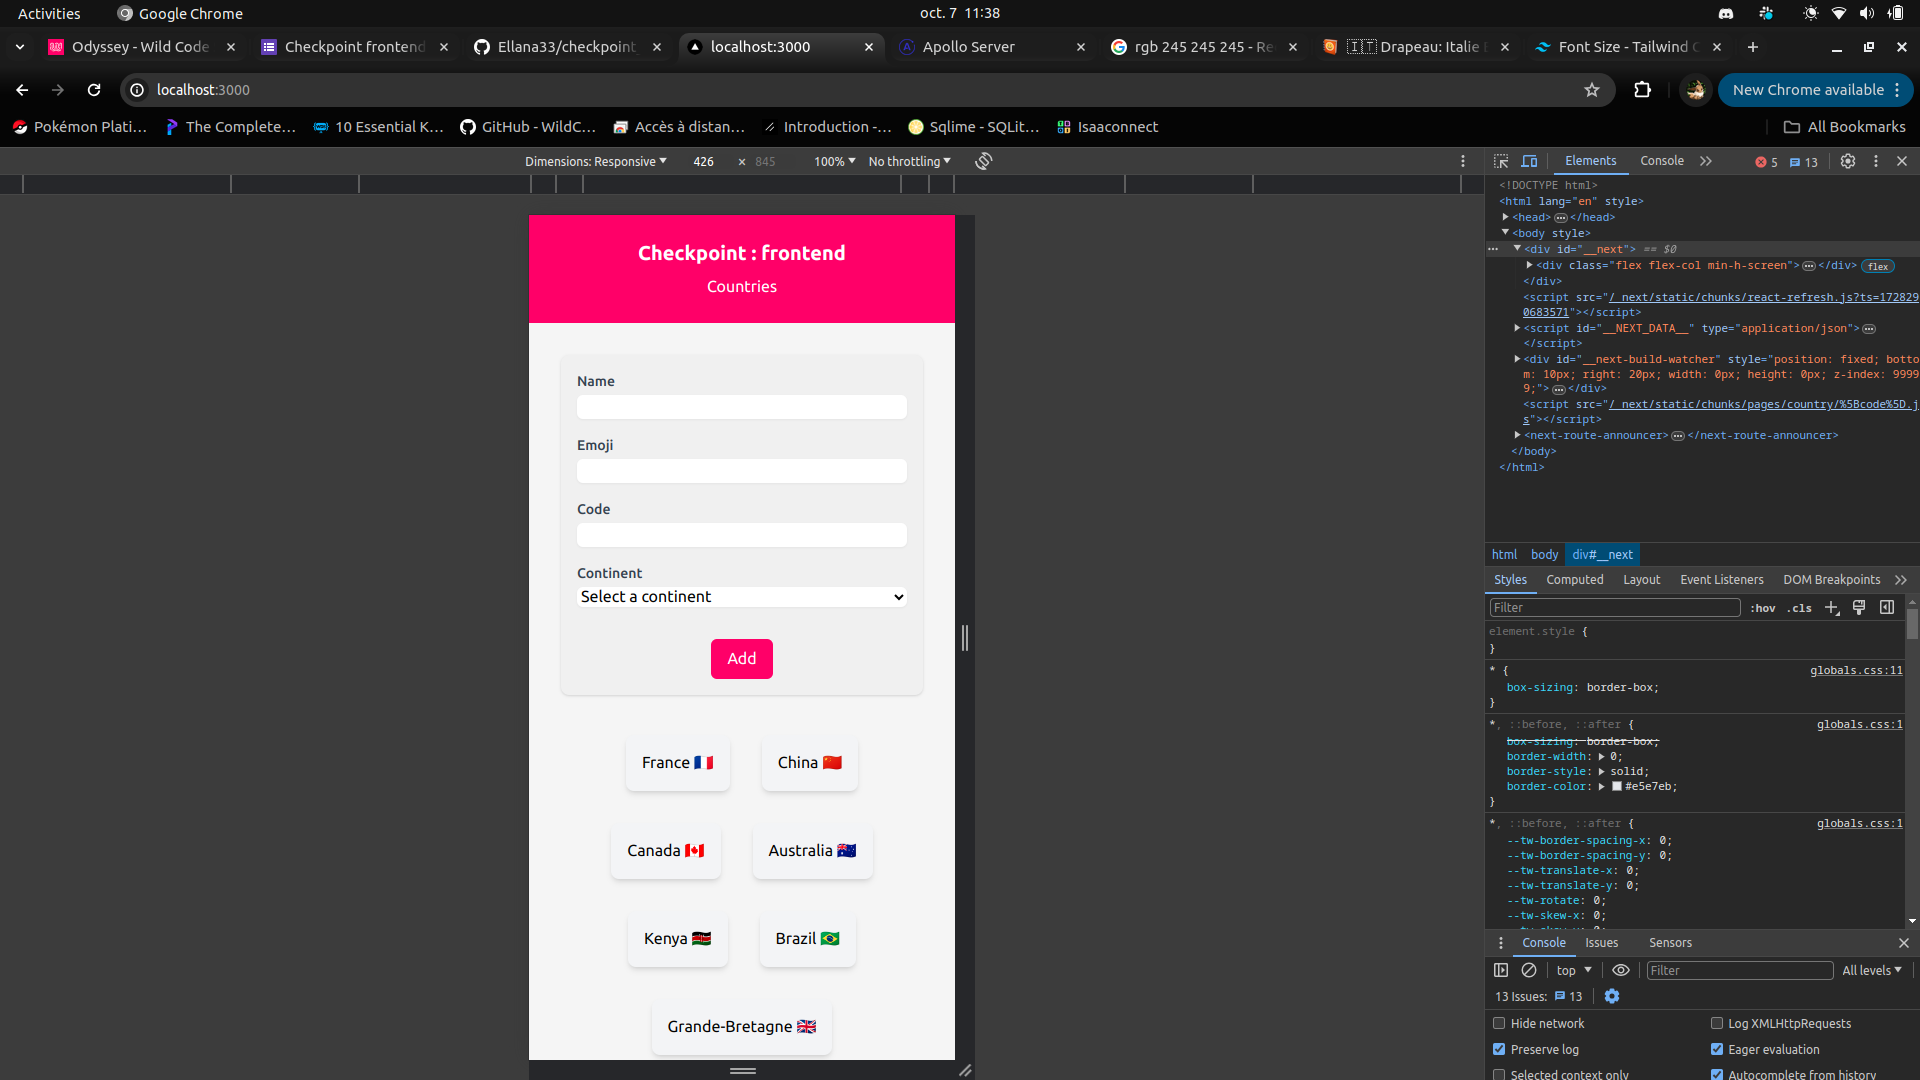 Activities
Google Chrome
oct. 7 11:38
Odyssey - Wild Code
Checkpoint frontend
Ellana33/checkpoint
localhost:3000
Apollo Server
rgb 245 245 245 - Re
🇮🇹 Drapeau: Italie
Font Size - Tailwind C
localhost:3000
New Chrome available
Pokémon Plati...
The Complete...
10 Essential K...
GitHub - WildC...
Accès à distan...
Introduction -...
Sqlime - SQLit...
Isaaconnect
All Bookmarks
Dimensions: Responsive
426 × 845
100%
No throttling
Elements
Console
5
13
<!DOCTYPE html>
<html lang="en" style>
<head> </head>
<body style>
<div id="__next"> == $0
<div class="flex flex-col min-h-screen"> </div> flex
</div>
<script src="/_next/static/chunks/react-refresh.js?ts=172829
0683571"></script>
<script id="__NEXT_DATA__" type="application/json">
</script>
<div id="__next-build-watcher" style="position: fixed; botto
m: 10px; right: 20px; width: 0px; height: 0px; z-index: 9999
9;"> </div>
<script src="/_next/static/chunks/pages/country/%5Bcode%5D.j
s"></script>
<next-route-announcer> </next-route-announcer>
</body>
</html>
html
body
div#__next
Styles
Computed
Layout
Event Listeners
DOM Breakpoints
Filter
:hov
.cls
element.style {
}
* {
globals.css:11
box-sizing: border-box;
}
*, ::before, ::after {
globals.css:1
box-sizing: border-box;
border-width: 0;
border-style: solid;
border-color: #e5e7eb;
}
*, ::before, ::after {
globals.css:1
--tw-border-spacing-x: 0;
--tw-border-spacing-y: 0;
--tw-translate-x: 0;
--tw-translate-y: 0;
--tw-rotate: 0;
--tw-skew-x: 0;
--tw-skew-y: 0;
Console
Issues
Sensors
top
Filter
All levels
13 Issues: 13
Hide network
Log XMLHttpRequests
Preserve log
Eager evaluation
Selected context only
Autocomplete from history
Checkpoint : frontend
Countries
Name
Emoji
Code
Continent
Select a continent
Add
France 🇫🇷
China 🇨🇳
Canada 🇨🇦
Australia 🇦🇺
Kenya 🇰🇪
Brazil 🇧🇷
Grande-Bretagne 🇬🇧